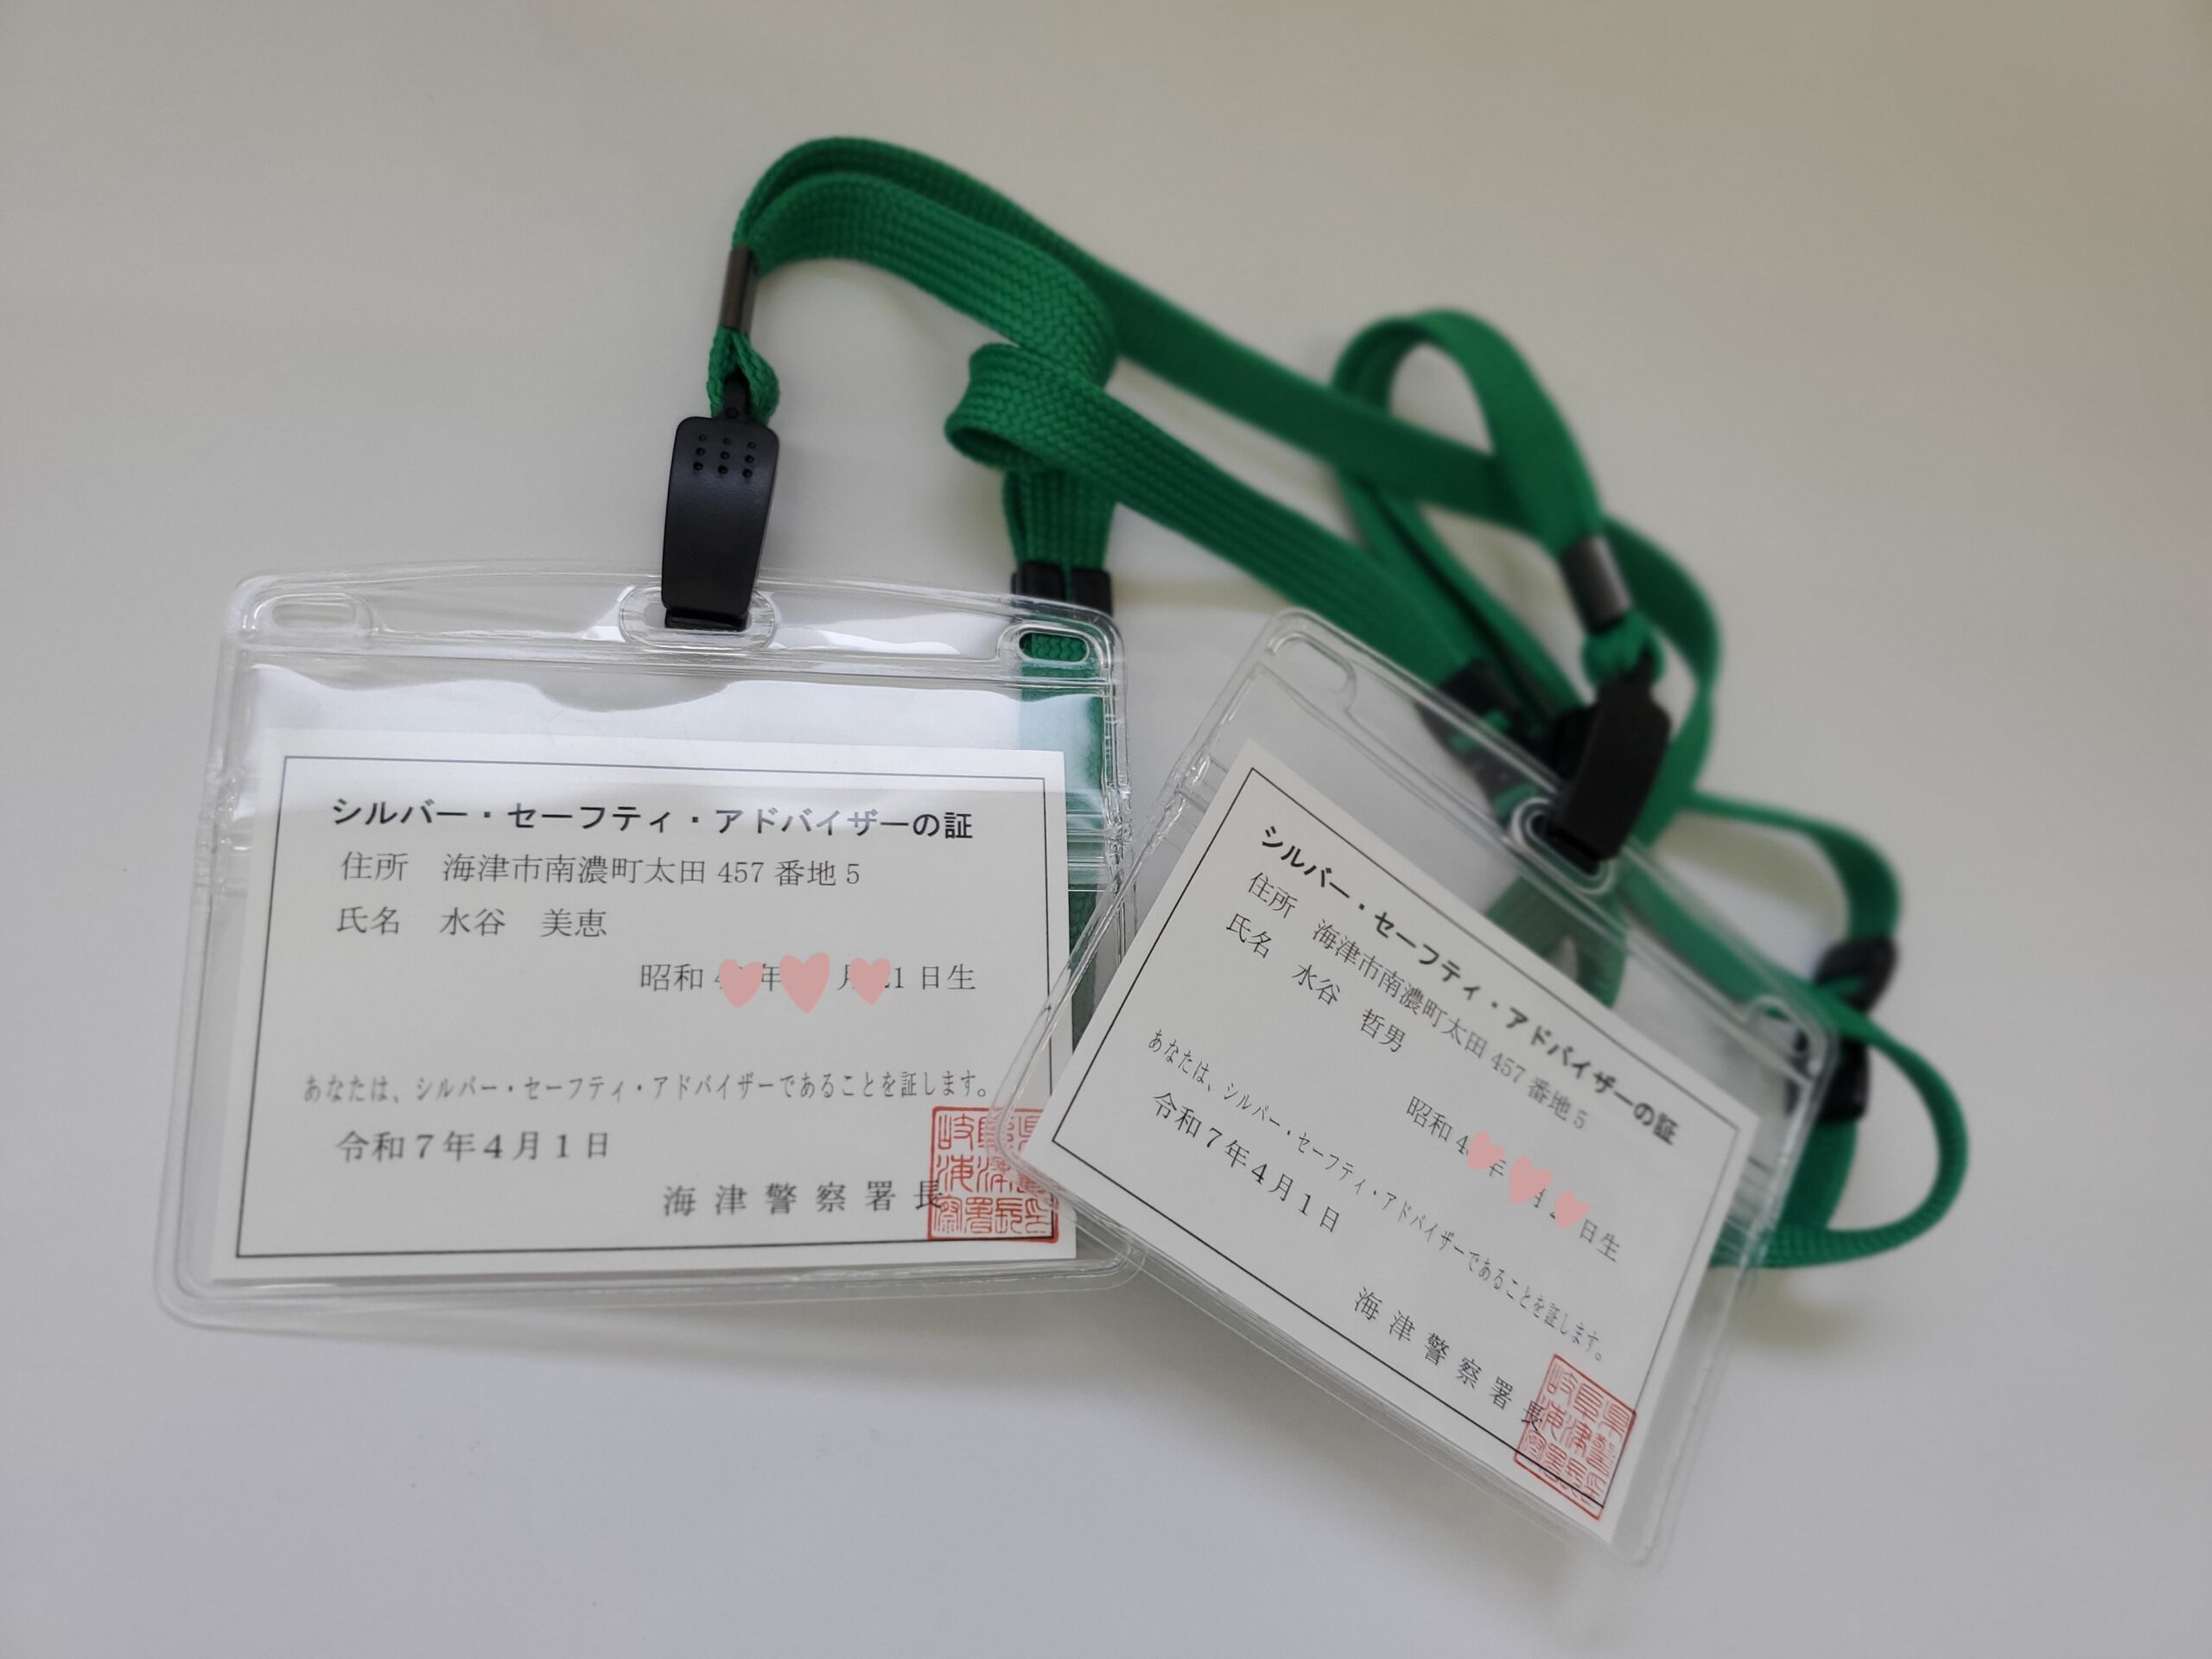 シルバー・セーフティ・アドバイザーの証
住所 海津市南濃町太田 457 番地 5
氏名 水谷 美恵
昭和 年 月 1 日生
あなたは、シルバー・セーフティ・アドバイザーであることを証します。
令和７年４月１日
海津警察署長
シルバー・セーフティ・アドバイザーの証
住所 海津市南濃町太田 457 番地 5
氏名 水谷 哲男
昭和 4 年 日生
あなたは、シルバー・セーフティ・アドバイザーであることを証します。
令和７年４月１日
海津警察署長